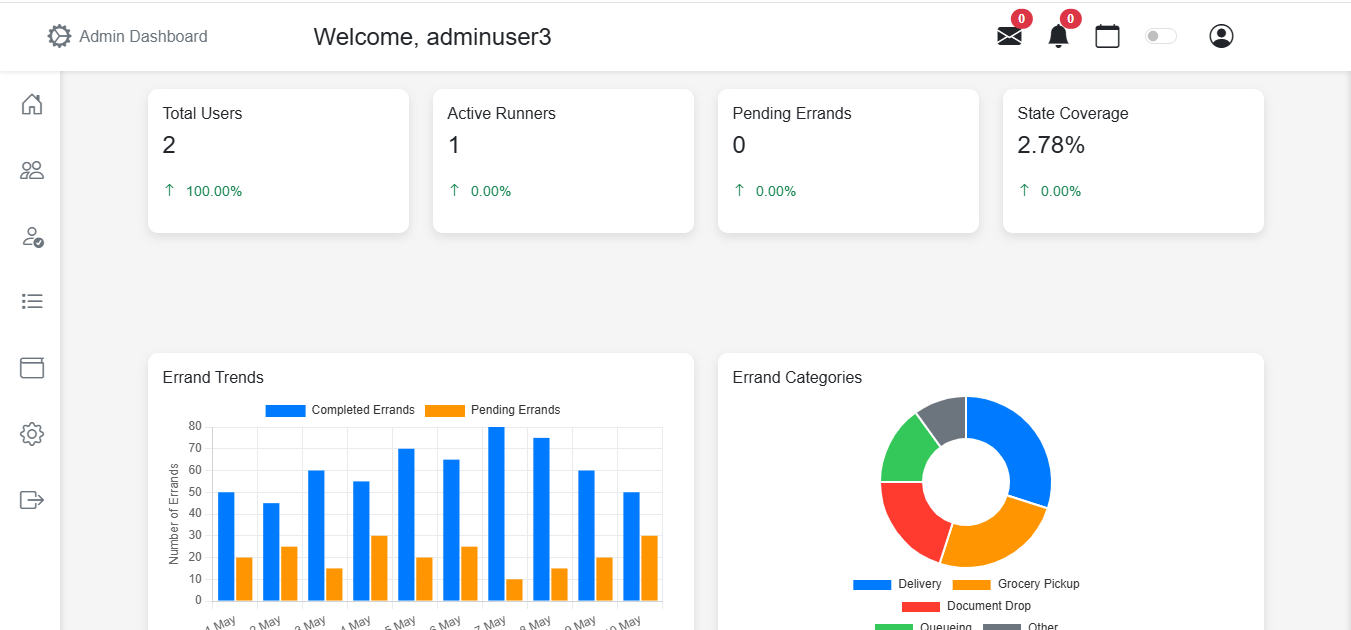 Admin Dashboard
Welcome, adminuser3
0
0
Total Users
2
↑ 100.00%
Active Runners
1
↑ 0.00%
Pending Errands
0
↑ 0.00%
State Coverage
2.78%
↑ 0.00%
Errand Trends
Completed Errands Pending Errands
Number of Errands
80
70
60
50
40
30
20
10
0
1 May 2 May 3 May 4 May 5 May 6 May 7 May 8 May 9 May 10 May
Errand Categories
Delivery Grocery Pickup
Document Drop
Queueing Other